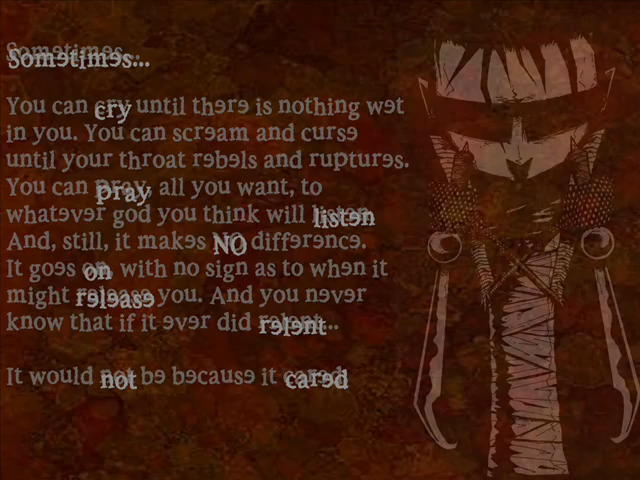 Sometimes...
You can cry until there is nothing wet
in you. You can scream and curse
until your throat rebels and ruptures.
You can pray, all you want, to
whatever god you think will listen.
And, still, it makes NO difference.
It goes on, with no sign as to when it
might release you. And you never
know that if it ever did relent...
It would not be because it cared.